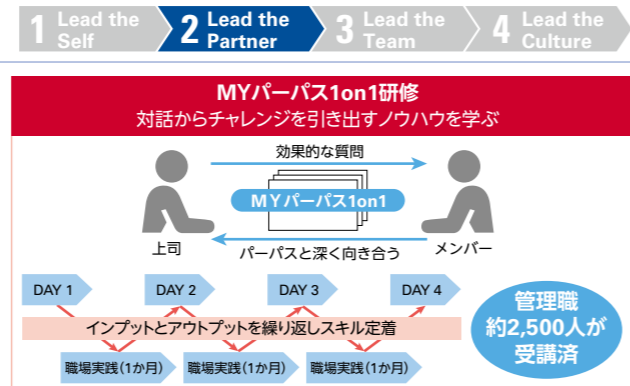 1 Lead the Self
2 Lead the Partner
3 Lead the Team
4 Lead the Culture
MYパーパス1on1研修
対話からチャレンジを引き出すノウハウを学ぶ
効果的な質問
MYパーパス1on1
上司
パーパスと深く向き合う
メンバー
DAY 1
DAY 2
DAY 3
DAY 4
インプットとアウトプットを繰り返しスキル定着
職場実践(1か月)
職場実践(1か月)
職場実践(1か月)
管理職
約2,500人が
受講済